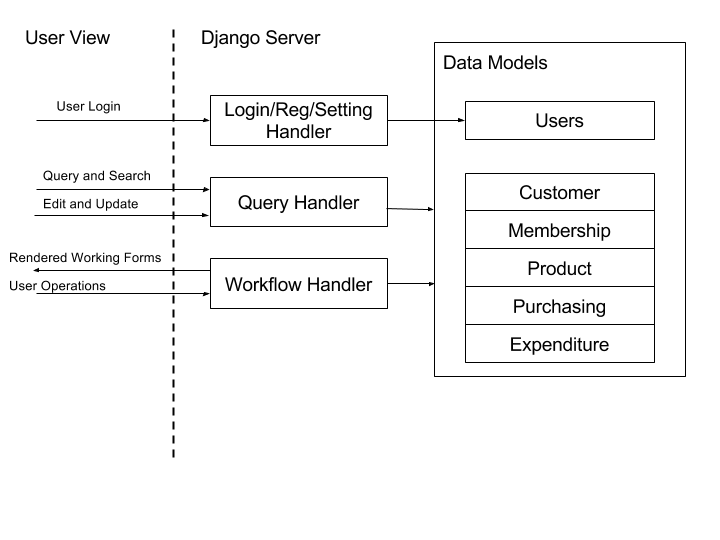 User View
Django Server
Data Models
User Login
Login/Reg/Setting
Handler
Users
Query and Search
Edit and Update
Query Handler
Customer
Membership
Product
Purchasing
Expenditure
Rendered Working Forms
User Operations
Workflow Handler